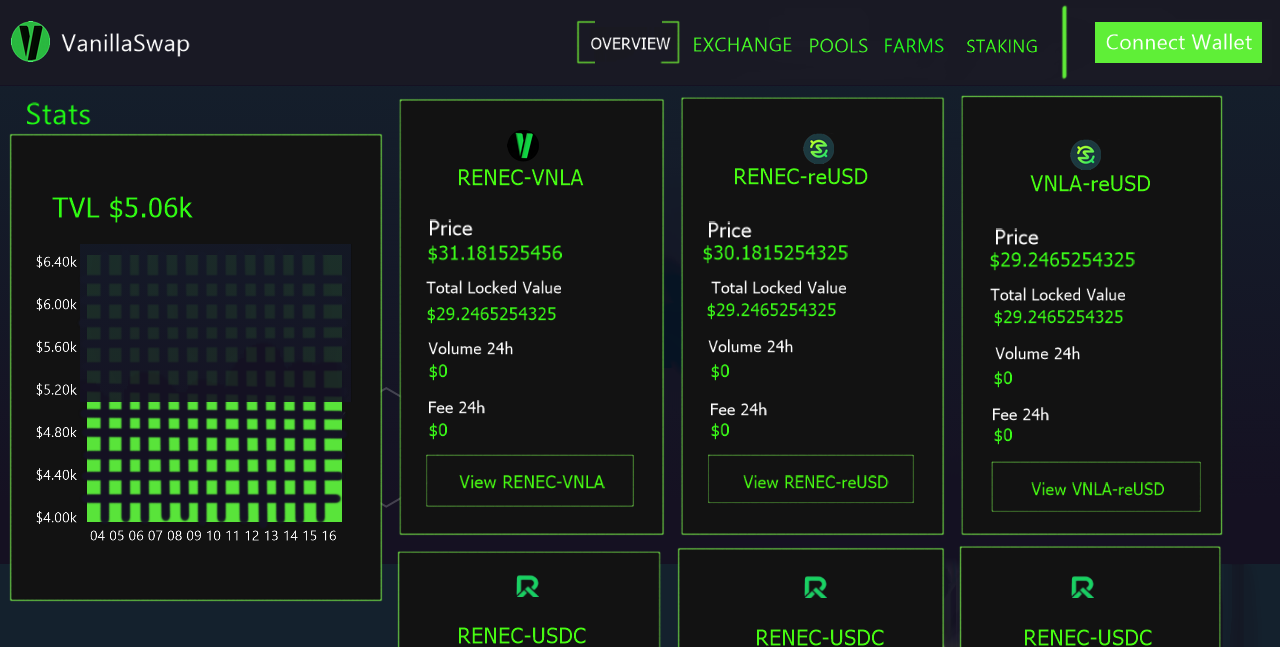 VanillaSwap
OVERVIEW EXCHANGE POOLS FARMS STAKING
Connect Wallet
Stats
TVL $5.06k
$6.40k
$6.00k
$5.60k
$5.20k
$4.80k
$4.40k
$4.00k
04 05 06 07 08 09 10 11 12 13 14 15 16
RENEC-VNLA
Price
$31.181525456
Total Locked Value
$29.2465254325
Volume 24h
$0
Fee 24h
$0
View RENEC-VNLA
RENEC-reUSD
Price
$30.1815254325
Total Locked Value
$29.2465254325
Volume 24h
$0
Fee 24h
$0
View RENEC-reUSD
VNLA-reUSD
Price
$29.2465254325
Total Locked Value
$29.2465254325
Volume 24h
$0
Fee 24h
$0
View VNLA-reUSD
RENEC-USDC
RENEC-USDC
RENEC-USDC